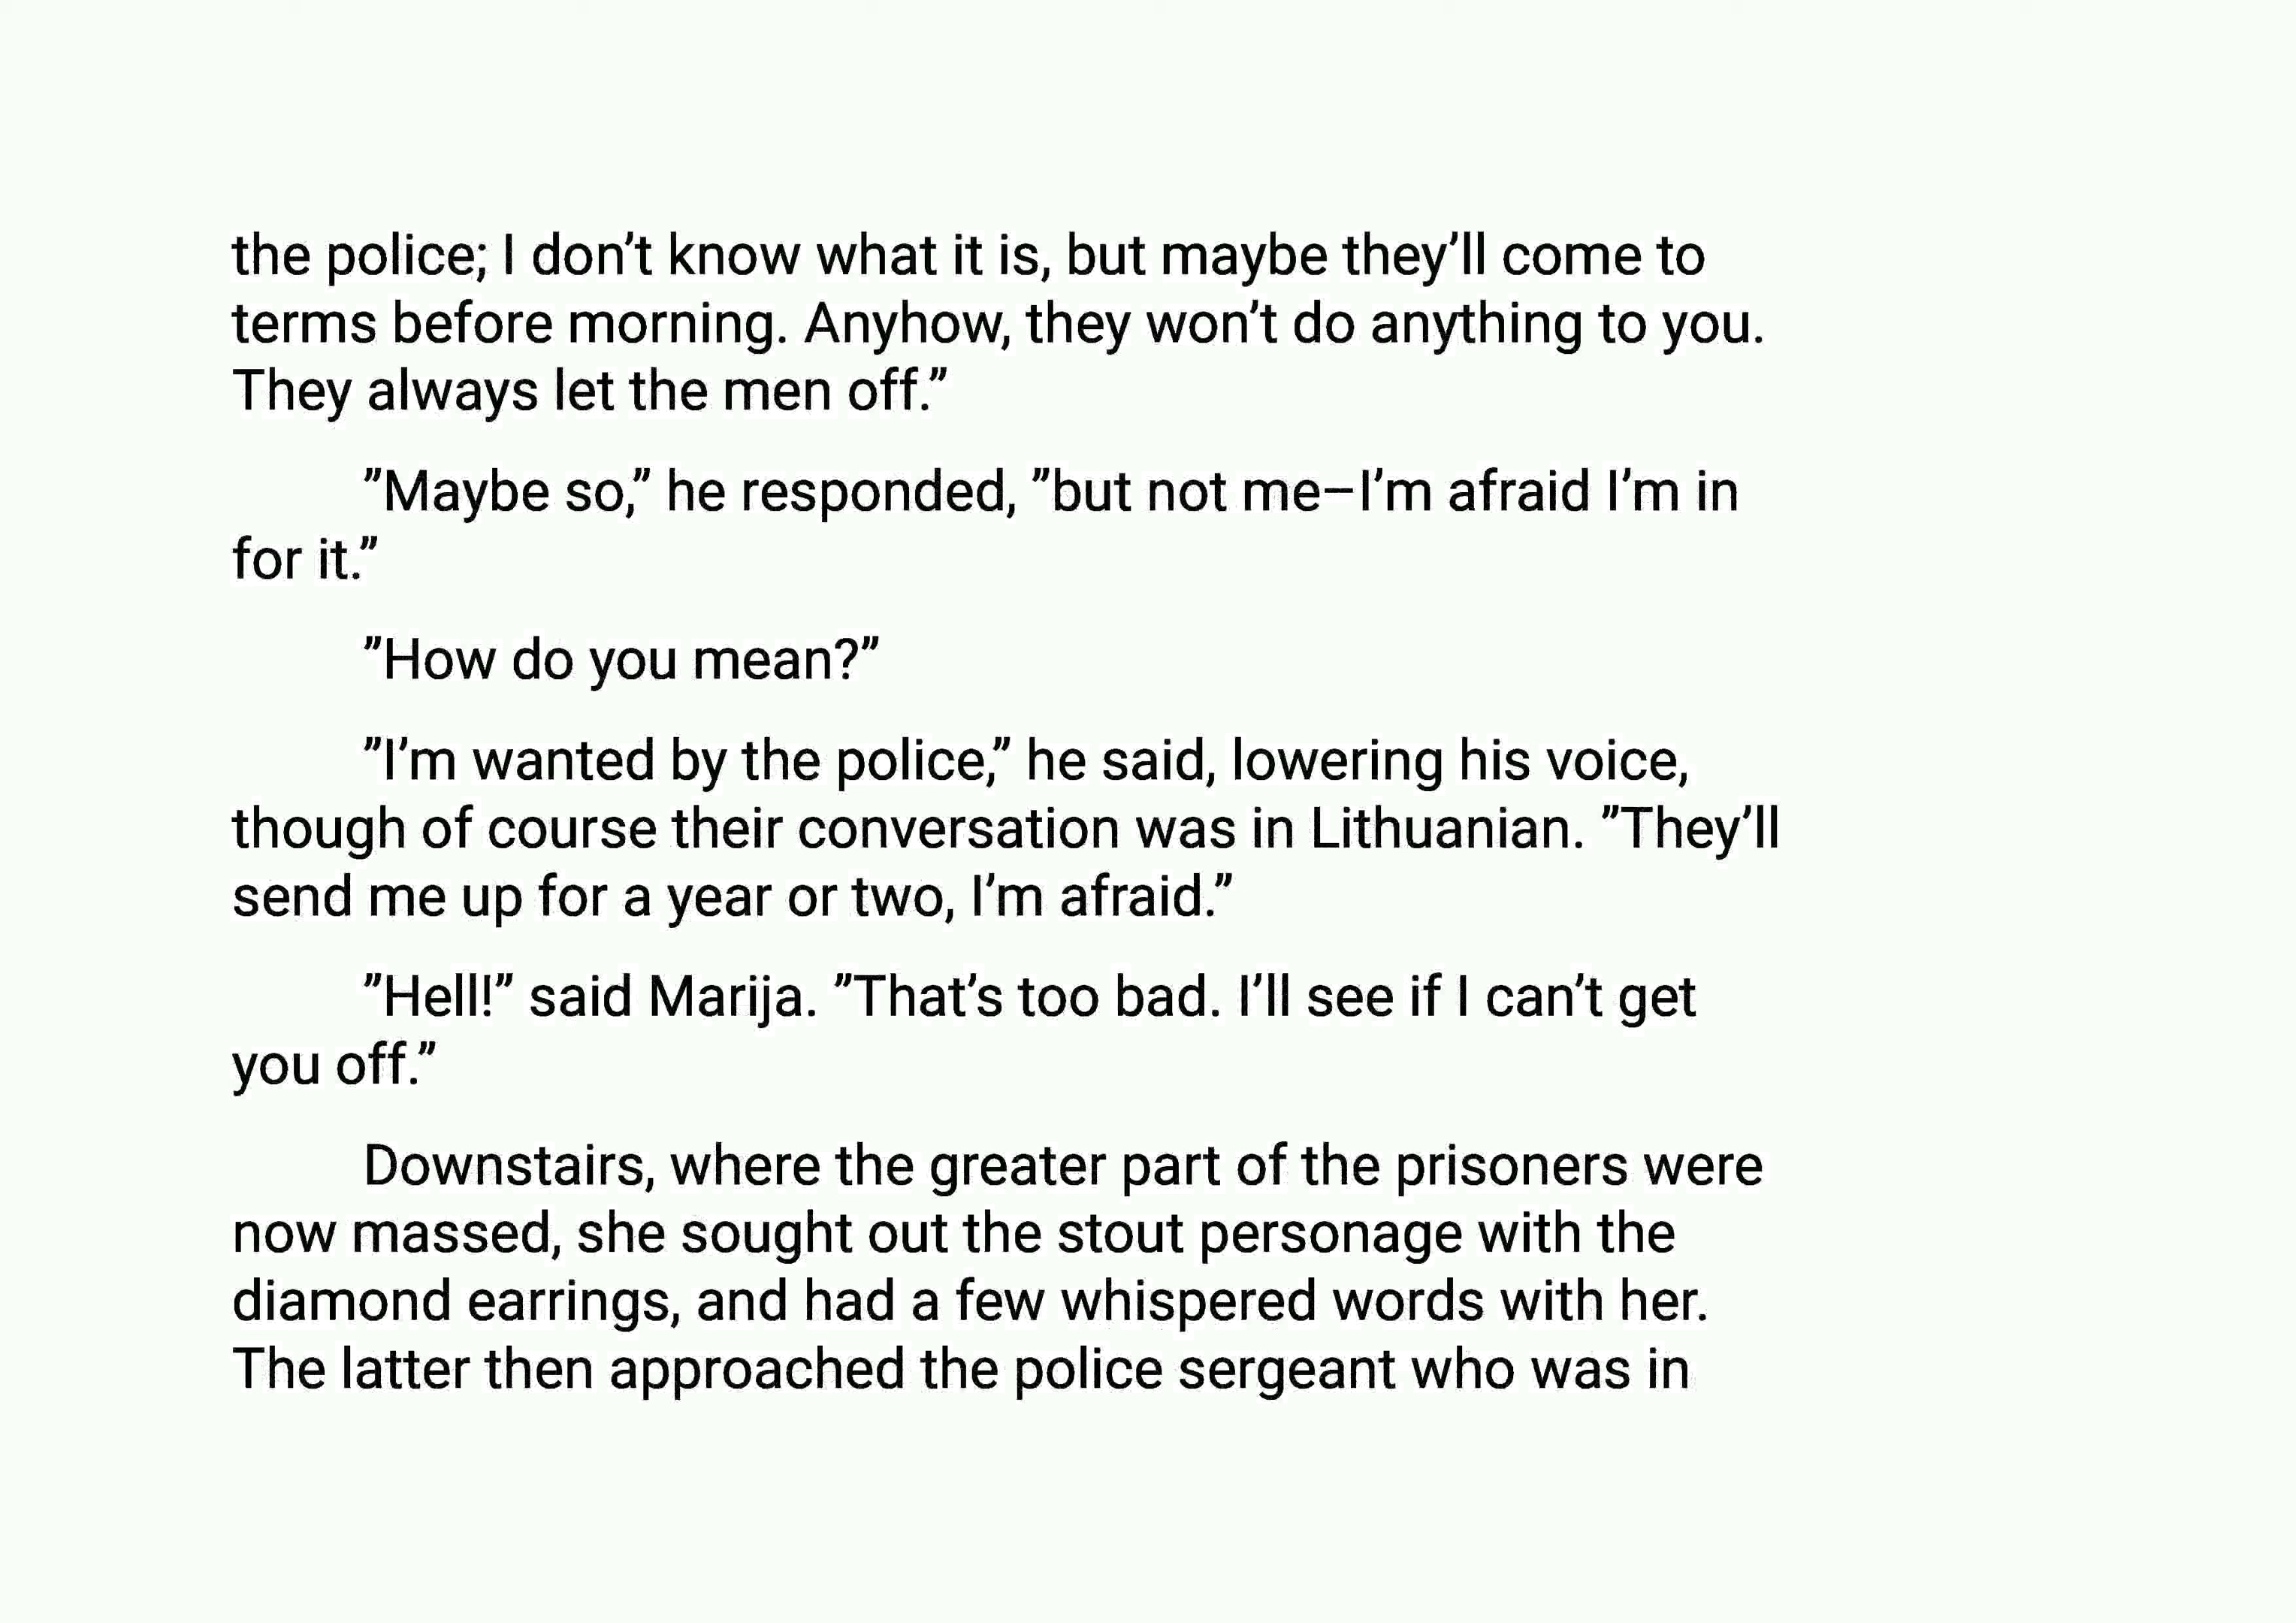 the police; I don’t know what it is, but maybe they’ll come to
terms before morning. Anyhow, they won’t do anything to you.
They always let the men off.”
”Maybe so,” he responded, ”but not me–I’m afraid I’m in
for it.”
”How do you mean?”
”I’m wanted by the police,” he said, lowering his voice,
though of course their conversation was in Lithuanian. ”They’ll
send me up for a year or two, I’m afraid.”
”Hell!” said Marija. ”That’s too bad. I’ll see if I can’t get
you off.”
Downstairs, where the greater part of the prisoners were
now massed, she sought out the stout personage with the
diamond earrings, and had a few whispered words with her.
The latter then approached the police sergeant who was in